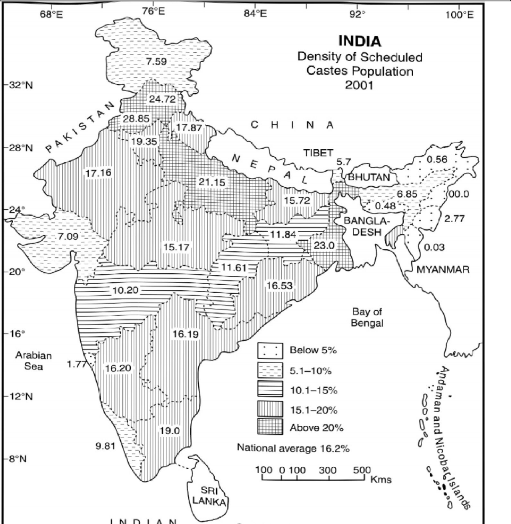 68°E
76°E
84°E
92°E
100°E
INDIA
Density of Scheduled
Castes Population
2001
7.59
32°N
24.72
PAKISTAN
28.85
17.87
CHINA
28°N
19.35
TIBET
NEPAL
5.7
0.56
BHUTAN
17.16
21.15
15.72
6.85
00.0
0.48
24°
2.77
BANGLA-
DESH
7.09
11.84
15.17
23.0
0.03
11.61
MYANMAR
20°
10.20
16.53
Bay of
Bengal
16°
16.19
Arabian
Sea
1.77
16.20
Below 5%
5.1–10%
10.1–15%
15.1–20%
Above 20%
12°N
19.0
9.81
National average 16.2%
8°N
100 0 100 300 500
Kms
Andaman and Nicobar Islands
SRI
LANKA
INDIAN